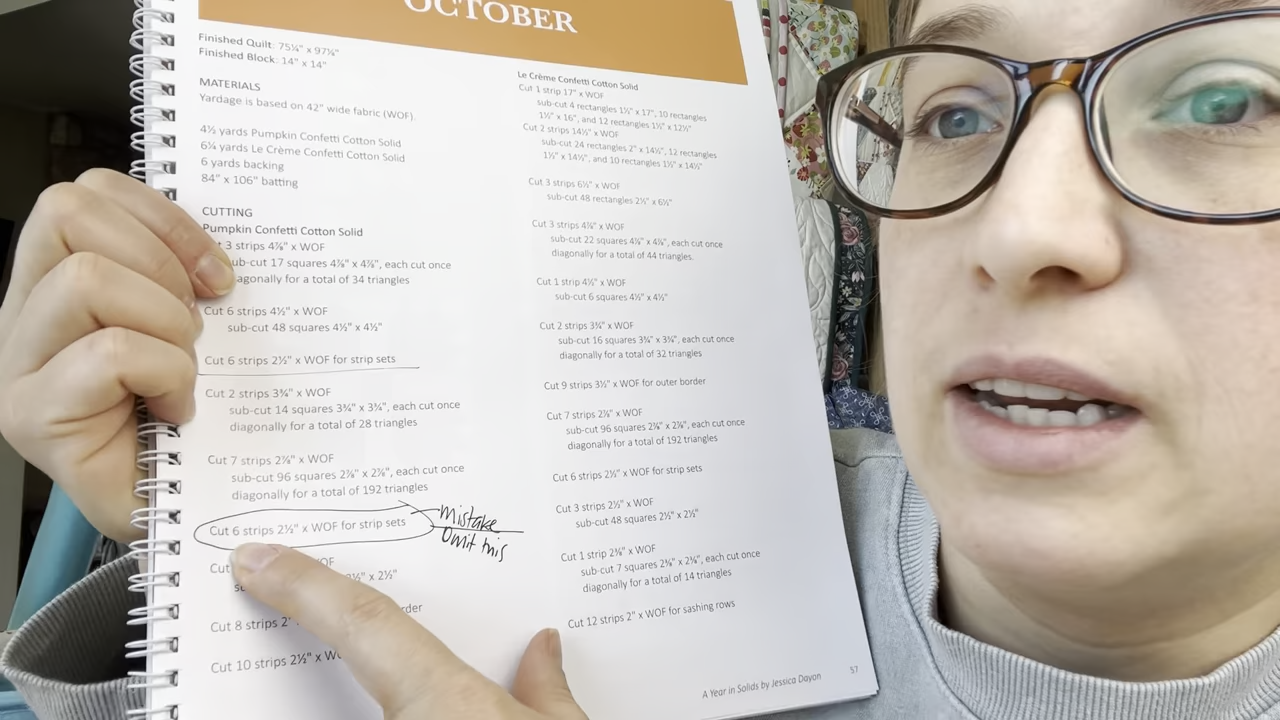 OCTOBER
Finished Quilt: 75¼" x 97¼"
Finished Block: 14" x 14"
MATERIALS
Yardage is based on 42" wide fabric (WOF).
4½ yards Pumpkin Confetti Cotton Solid
6¼ yards Le Crème Confetti Cotton Solid
6 yards backing
84" x 106" batting
CUTTING
Pumpkin Confetti Cotton Solid
3 strips 4⅞" x WOF
sub-cut 17 squares 4⅞" x 4⅞", each cut once
diagonally for a total of 34 triangles
Cut 6 strips 4½" x WOF
sub-cut 48 squares 4½" x 4½"
Cut 6 strips 2½" x WOF for strip sets
Cut 2 strips 3¾" x WOF
sub-cut 14 squares 3¾" x 3¾", each cut once
diagonally for a total of 28 triangles
Cut 7 strips 2⅞" x WOF
sub-cut 96 squares 2⅞" x 2⅞", each cut once
diagonally for a total of 192 triangles
Cut 6 strips 2½" x WOF for strip sets
Mistake
Omit this
Cut
x 2½"
Cut 8 strips 2"
Cut 10 strips 2½" x
Le Crème Confetti Cotton Solid
Cut 1 strip 17" x WOF
sub-cut 4 rectangles 1½" x 17", 10 rectangles
1½" x 16", and 12 rectangles 1½" x 12½"
Cut 2 strips 14½" x WOF
sub-cut 24 rectangles 2" x 14½", 12 rectangles
1½" x 14½", and 10 rectangles 1½" x 14½"
Cut 3 strips 6½" x WOF
sub-cut 48 rectangles 2½" x 6½"
Cut 3 strips 4⅞" x WOF
sub-cut 22 squares 4⅞" x 4⅞", each cut once
diagonally for a total of 44 triangles.
Cut 1 strip 4½" x WOF
sub-cut 6 squares 4½" x 4½"
Cut 2 strips 3¾" x WOF
sub-cut 16 squares 3¾" x 3¾", each cut once
diagonally for a total of 32 triangles
Cut 9 strips 3½" x WOF for outer border
Cut 7 strips 2⅞" x WOF
sub-cut 96 squares 2⅞" x 2⅞", each cut once
diagonally for a total of 192 triangles
Cut 6 strips 2½" x WOF for strip sets
Cut 3 strips 2½" x WOF
sub-cut 48 squares 2½" x 2½"
Cut 1 strip 2⅜" x WOF
sub-cut 7 squares 2⅜" x 2⅜", each cut once
diagonally for a total of 14 triangles
Cut 12 strips 2" x WOF for sashing rows
A Year in Solids by Jessica Dayon 57